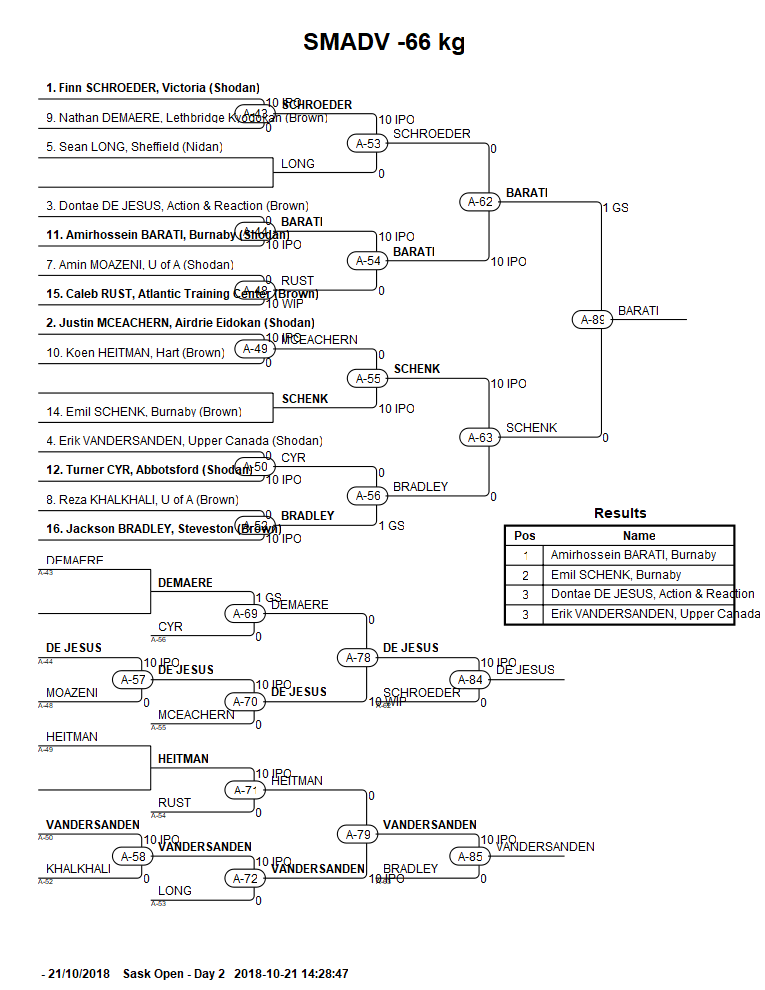 SMADV -66 kg
1. Finn SCHROEDER, Victoria (Shodan)
10 IPO
A-43
SCHROEDER
9. Nathan DEMAERE, Lethbridge Kyodokan (Brown)
0
10 IPO
A-53
SCHROEDER
5. Sean LONG, Sheffield (Nidan)
LONG
0
0
A-62
BARATI
3. Dontae DE JESUS, Action & Reaction (Brown)
0
A-44
BARATI
11. Amirhossein BARATI, Burnaby (Shodan)
10 IPO
10 IPO
A-54
BARATI
10 IPO
7. Amin MOAZENI, U of A (Shodan)
0
A-48
RUST
15. Caleb RUST, Atlantic Training Center (Brown)
10 WIP
0
1 GS
A-89
BARATI
2. Justin MCEACHERN, Airdrie Eidokan (Shodan)
10 IPO
A-49
MCEACHERN
10. Koen HEITMAN, Hart (Brown)
0
0
A-55
SCHENK
SCHENK
14. Emil SCHENK, Burnaby (Brown)
10 IPO
10 IPO
A-63
SCHENK
0
4. Erik VANDERSANDEN, Upper Canada (Shodan)
0
A-50
CYR
12. Turner CYR, Abbotsford (Shodan)
10 IPO
0
A-56
BRADLEY
0
8. Reza KHALKHALI, U of A (Brown)
0
A-52
BRADLEY
16. Jackson BRADLEY, Steveston (Brown)
10 IPO
1 GS
Results
Pos Name
1 Amirhossein BARATI, Burnaby
2 Emil SCHENK, Burnaby
3 Dontae DE JESUS, Action & Reaction
3 Erik VANDERSANDEN, Upper Canada
DEMAERE
A-43
DEMAERE
1 GS
A-69
DEMAERE
CYR
A-56
0
0
A-78
DE JESUS
DE JESUS
A-44
10 IPO
A-57
DE JESUS
MOAZENI
A-48
0
10 IPO
A-70
DE JESUS
MCEACHERN
A-55
0
10 WIP
10 IPO
A-84
DE JESUS
SCHROEDER
A-62
0
HEITMAN
A-49
HEITMAN
10 IPO
A-71
HEITMAN
RUST
A-54
0
0
A-79
VANDERSANDEN
VANDERSANDEN
A-50
10 IPO
A-58
VANDERSANDEN
KHALKHALI
A-52
0
10 IPO
A-72
VANDERSANDEN
LONG
A-53
0
10 IPO
10 IPO
A-85
VANDERSANDEN
BRADLEY
A-63
0
- 21/10/2018 Sask Open - Day 2 2018-10-21 14:28:47